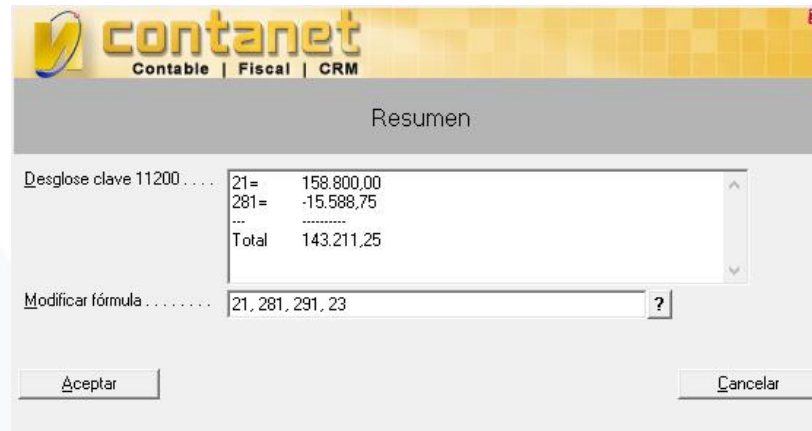 contanet
Contable | Fiscal | CRM
Resumen
Desglose clave 11200 . . . .
21= 158.800,00
281= -15.588,75
--- ----------
Total 143.211,25
Modificar fórmula . . . . . . . . 21, 281, 291, 23 ?
Aceptar Cancelar